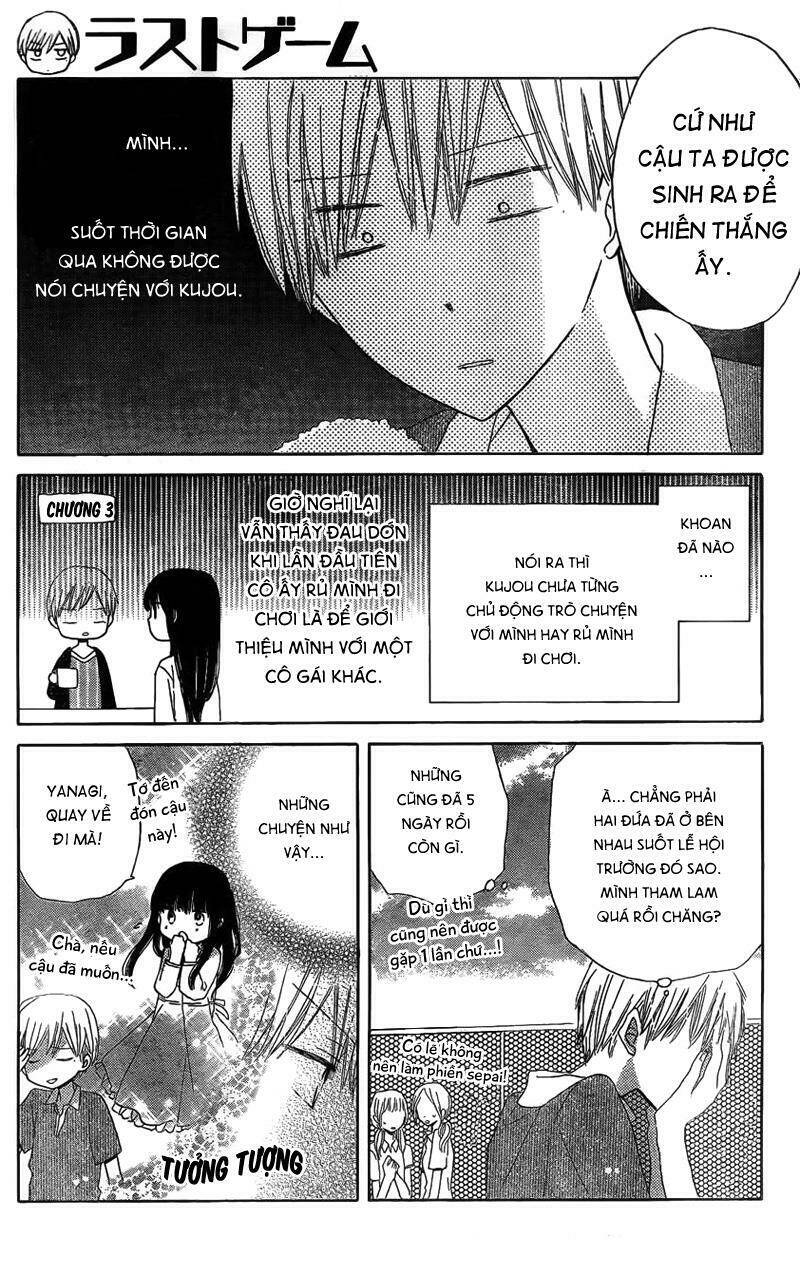 ラストゲーム
CỨ NHƯ
CẬU TA ĐƯỢC
SINH RA ĐỂ
CHIẾN THẮNG
ẤY.
MÌNH...
SUỐT THỜI GIAN
QUA KHÔNG ĐƯỢC
NÓI CHUYỆN VỚI KUJOU.
KHOAN
ĐÃ NÀO
...
NÓI RA THÌ
KUJOU CHƯA TỪNG
CHỦ ĐỘNG TRÒ CHUYỆN
VỚI MÌNH HAY RỦ MÌNH
ĐI CHƠI.
GIỜ NGHĨ LẠI
VẪN THẤY ĐAU DỚN
KHI LẦN ĐẦU TIÊN
CÔ ẤY RỦ MÌNH ĐI
CHƠI LÀ ĐỂ GIỚI
THIỆU MÌNH VỚI MỘT
CÔ GÁI KHÁC.
CHƯƠNG 3
À... CHẲNG PHẢI
HAI ĐỨA ĐÃ Ở BÊN
NHAU SUỐT LỄ HỘI
TRƯỜNG ĐÓ SAO.
MÌNH THAM LAM
QUÁ RỒI CHĂNG?
NHỮNG
CŨNG ĐÃ 5
NGÀY RỒI
CÒN GÌ.
Dù gì thì
cũng nên được
gặp 1 lần chứ...!
Có lẽ không
nên làm phiền sepai!
NHỮNG
CHUYỆN NHƯ
VẬY...
Tớ đến
đón cậu
này!
YANAGI,
QUAY VỀ
ĐI MÀ!
Chà, nếu
cậu đã muốn...
TƯỞNG TƯỢNG